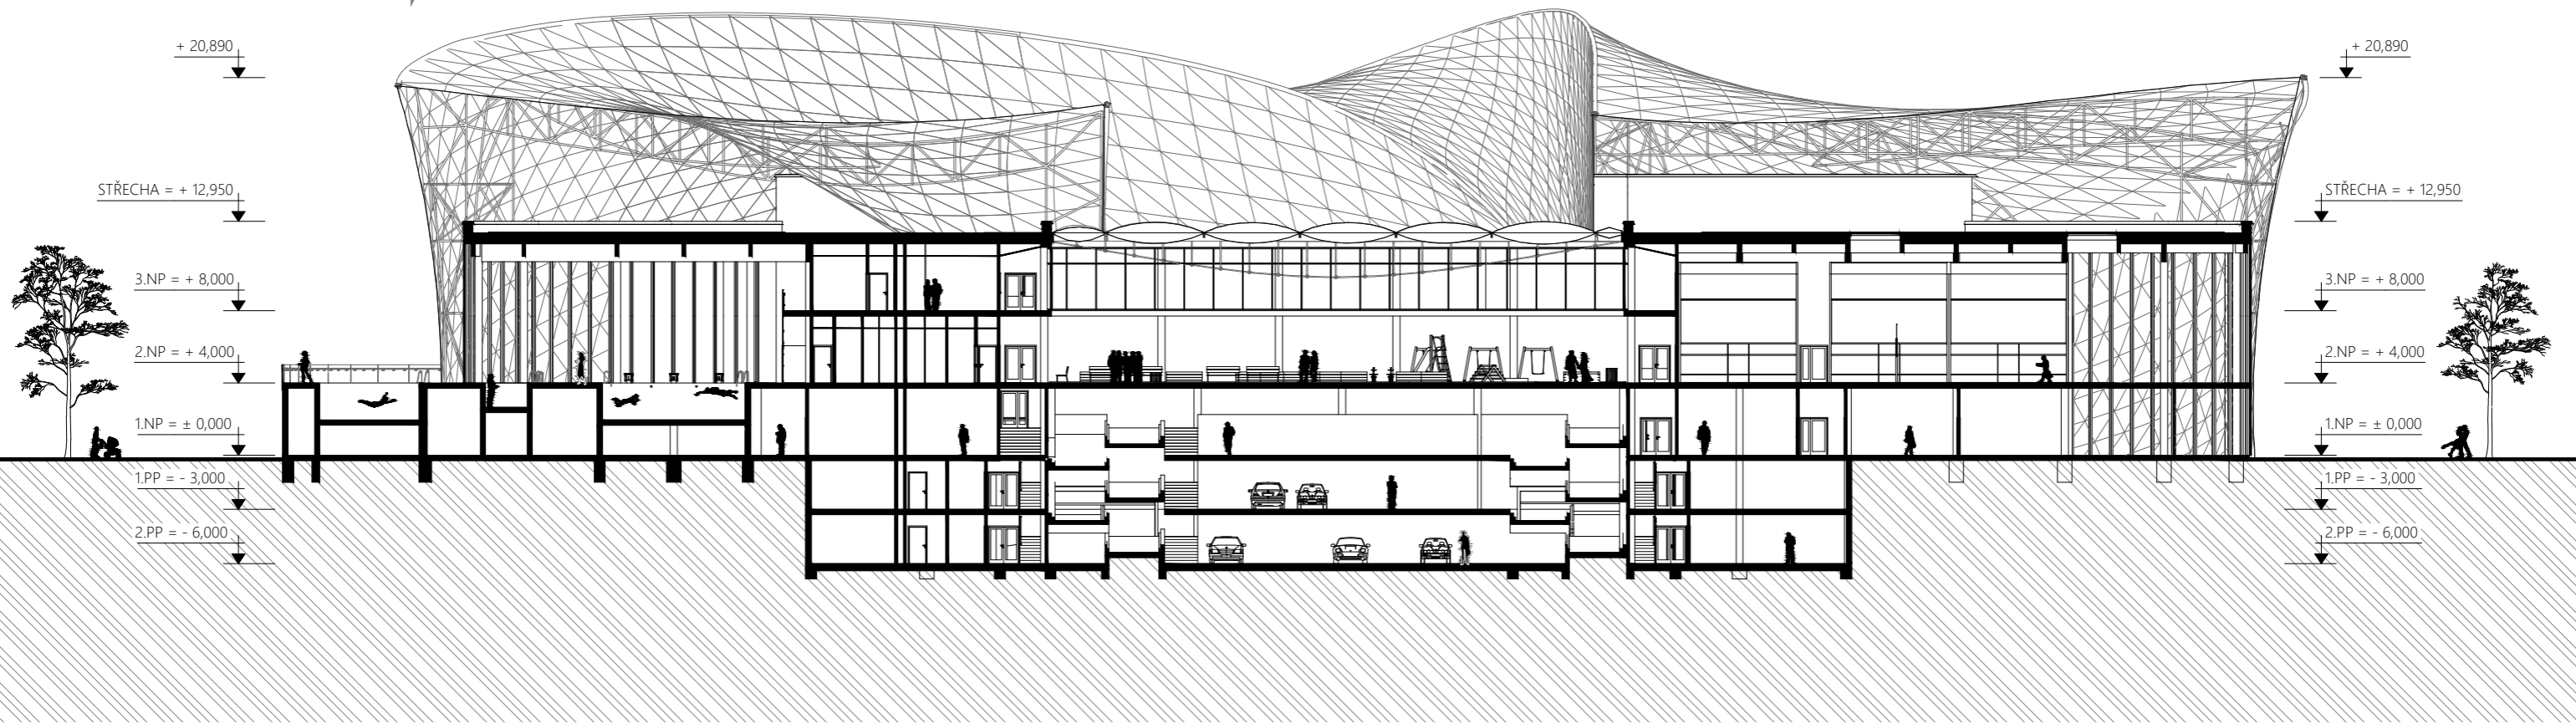 + 20,890
+ 20,890
STŘECHA = + 12,950
STŘECHA = + 12,950
3.NP = + 8,000
3.NP = + 8,000
2.NP = + 4,000
2.NP = + 4,000
1.NP = ± 0,000
1.NP = ± 0,000
1.PP = - 3,000
1.PP = - 3,000
2.PP = - 6,000
2.PP = - 6,000